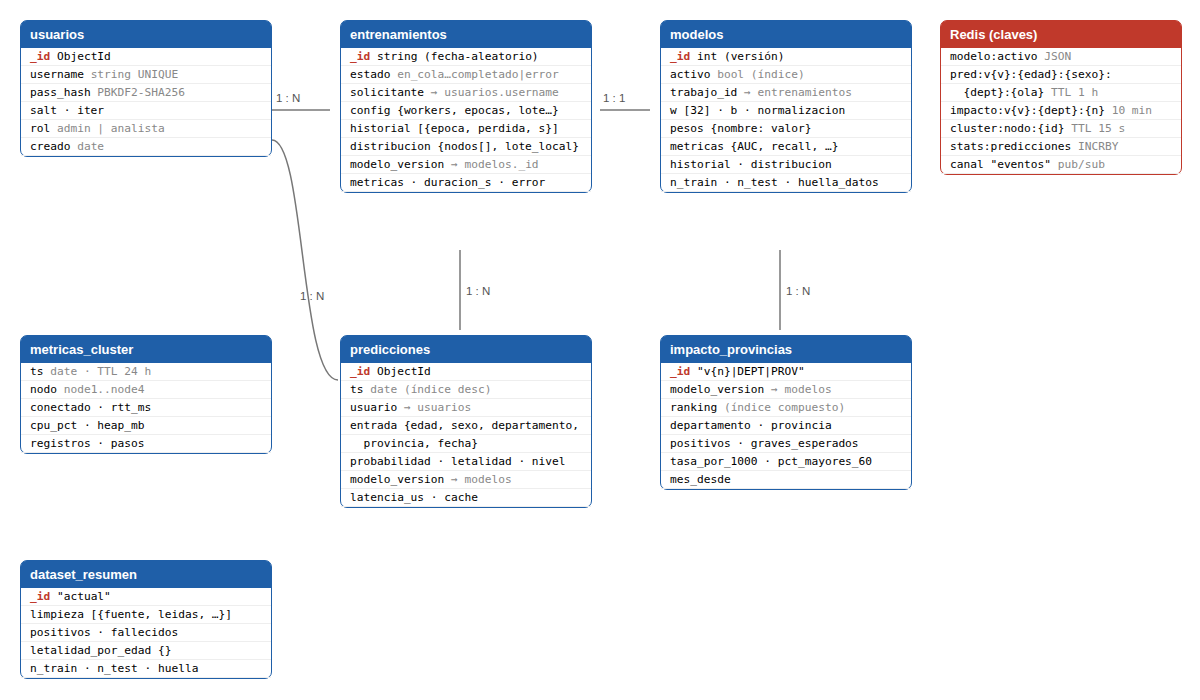 usuarios
_id ObjectId
username string UNIQUE
pass_hash PBKDF2-SHA256
salt · iter
rol admin | analista
creado date
1 : N
entrenamientos
_id string (fecha-aleatorio)
estado en_cola…completado|error
solicitante → usuarios.username
config {workers, epocas, lote…}
historial [{epoca, perdida, s}]
distribucion {nodos[], lote_local}
modelo_version → modelos._id
metricas · duracion_s · error
1 : 1
modelos
_id int (versión)
activo bool (índice)
trabajo_id → entrenamientos
w [32] · b · normalizacion
pesos {nombre: valor}
metricas {AUC, recall, …}
historial · distribucion
n_train · n_test · huella_datos
Redis (claves)
modelo:activo JSON
pred:v{v}:{edad}:{sexo}:
{dept}:{ola} TTL 1 h
impacto:v{v}:{dept}:{n} 10 min
cluster:nodo:{id} TTL 15 s
stats:predicciones INCRBY
canal "eventos" pub/sub
1 : N
1 : N
1 : N
metricas_cluster
ts date · TTL 24 h
nodo node1..node4
conectado · rtt_ms
cpu_pct · heap_mb
registros · pasos
predicciones
_id ObjectId
ts date (índice desc)
usuario → usuarios
entrada {edad, sexo, departamento,
provincia, fecha}
probabilidad · letalidad · nivel
modelo_version → modelos
latencia_us · cache
impacto_provincias
_id "v{n}|DEPT|PROV"
modelo_version → modelos
ranking (índice compuesto)
departamento · provincia
positivos · graves_esperados
tasa_por_1000 · pct_mayores_60
mes_desde
dataset_resumen
_id "actual"
limpieza [{fuente, leidas, …}]
positivos · fallecidos
letalidad_por_edad {}
n_train · n_test · huella